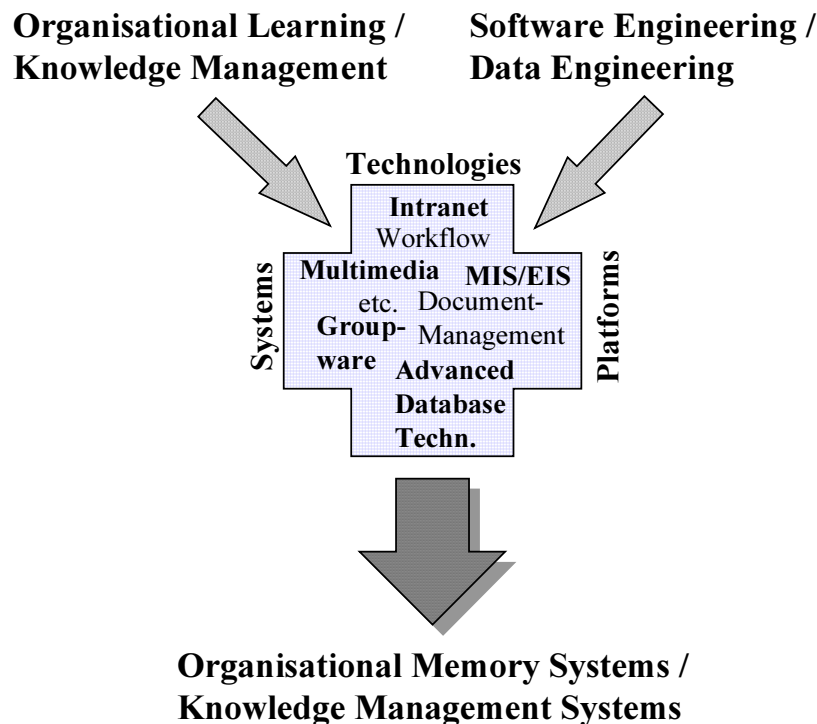 Organisational Learning /
Knowledge Management
Software Engineering /
Data Engineering
Technologies
Systems
Platforms
Intranet
Workflow
Multimedia
MIS/EIS
etc.
Document-
Management
Group-
ware
Advanced
Database
Techn.
Organisational Memory Systems /
Knowledge Management Systems